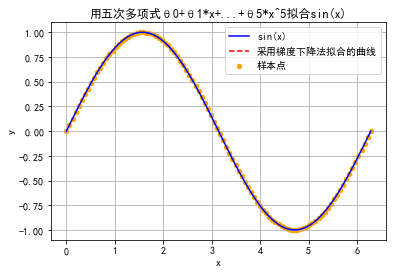 用五次多项式θ0+θ1*x+...+θ5*x^5拟合sin(x)
sin(x)
采用梯度下降法拟合的曲线
样本点
1.00
0.75
0.50
0.25
0.00
−0.25
−0.50
−0.75
−1.00
y
0 1 2 3 4 5 6
x